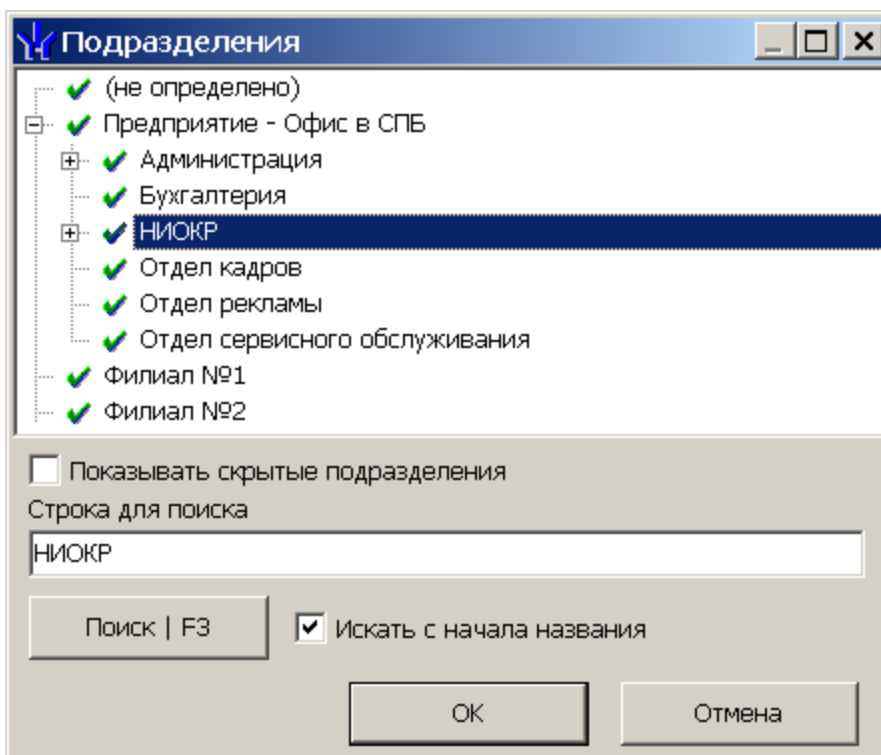 Подразделения
(не определено)
Предприятие - Офис в СПБ
Администрация
Бухгалтерия
НИОКР
Отдел кадров
Отдел рекламы
Отдел сервисного обслуживания
Филиал №1
Филиал №2
Показывать скрытые подразделения
Строка для поиска
НИОКР
Поиск | F3 Искать с начала названия
OK Отмена